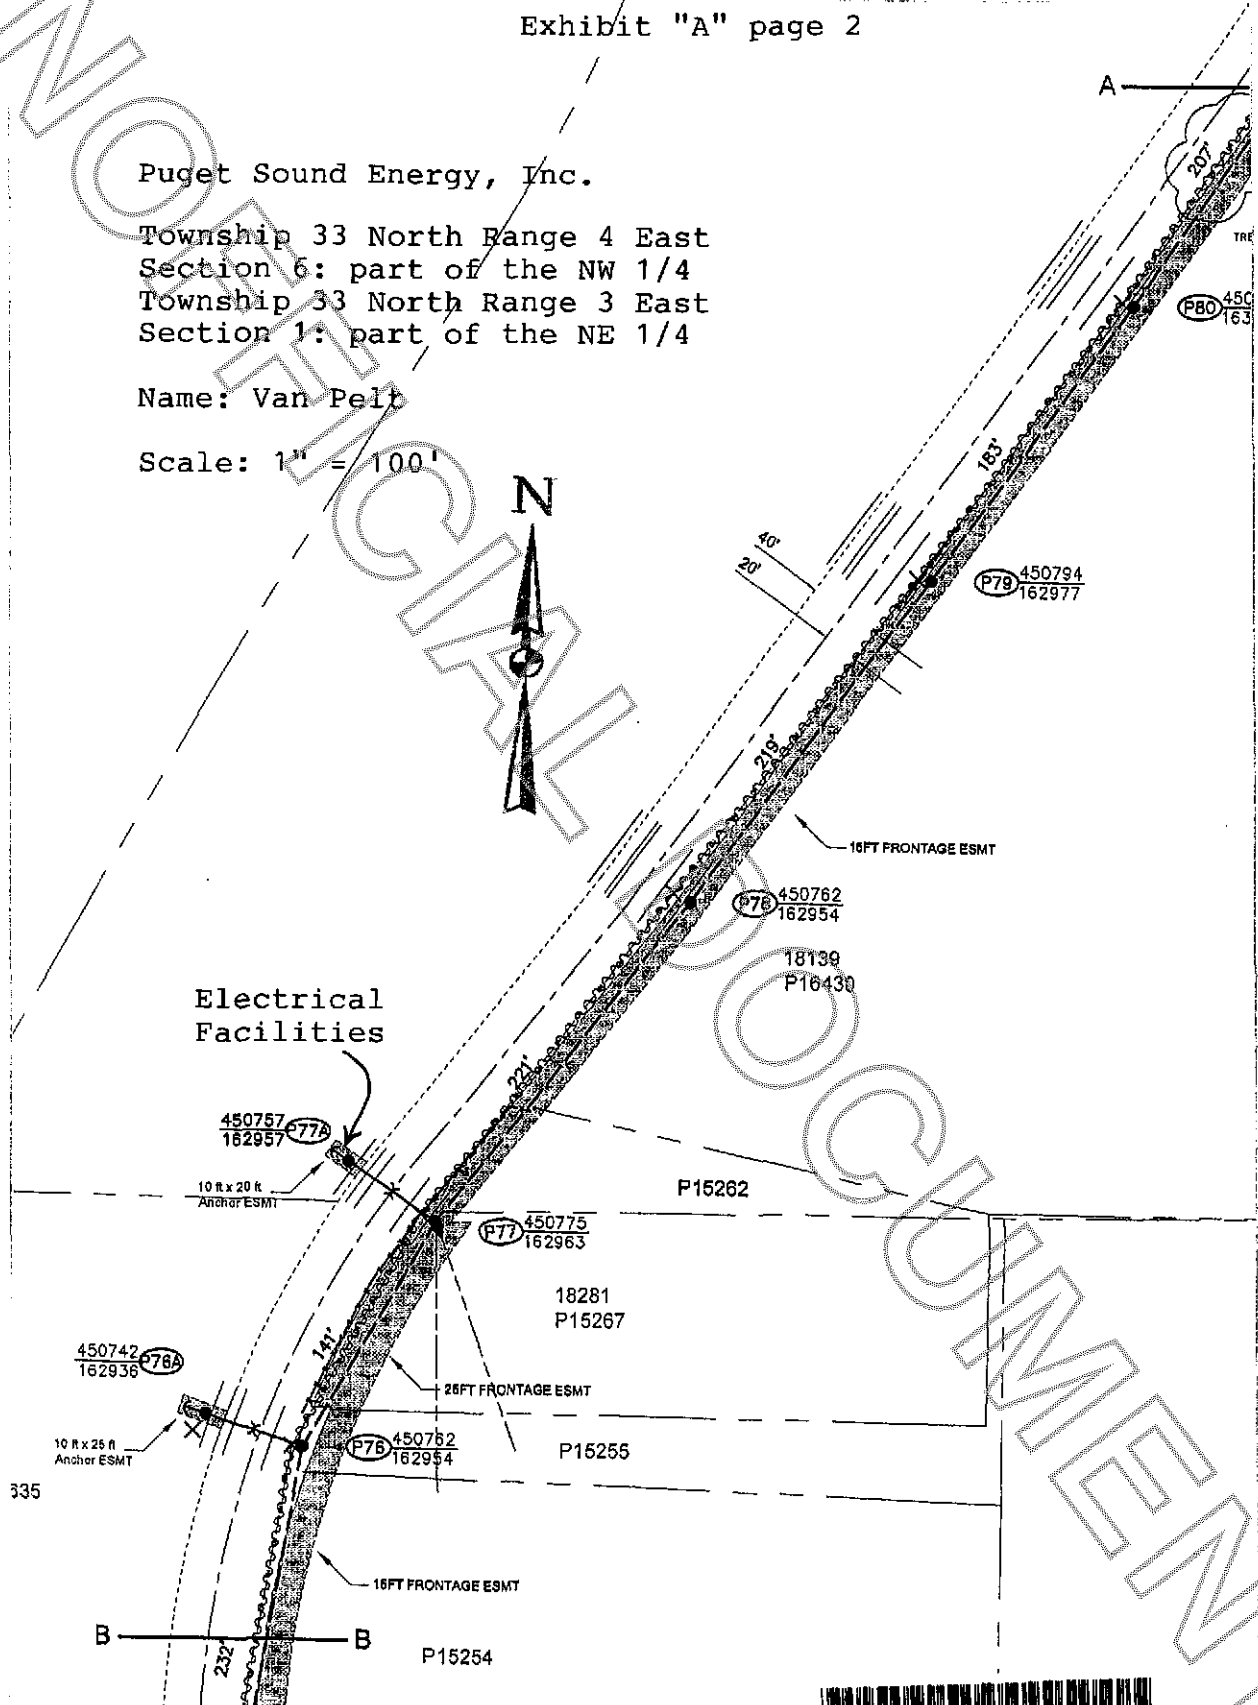 Exhibit "A" page 2
A
Puget Sound Energy, Inc.
207'
Township 33 North Range 4 East
Section 6: part of the NW 1/4
Township 33 North Range 3 East
Section 1: part of the NE 1/4
P80
Name: Van Pelt
Scale: 1" = 100'
183'
N
40'
20'
P79 450794
162977
219'
16FT FRONTAGE ESMT
P78 450762
162954
18139
P16430
Electrical
Facilities
221'
450757 P77A
162957
10 ft x 20 ft
Anchor ESMT
P15262
P77 450775
162963
18281
P15267
141'
450742 P76A
162936
25FT FRONTAGE ESMT
10 ft x 25 ft
Anchor ESMT
P76 450762
162954
P15255
335
16FT FRONTAGE ESMT
B B
232'
P15254
UNOFFICIAL DOCUMENT